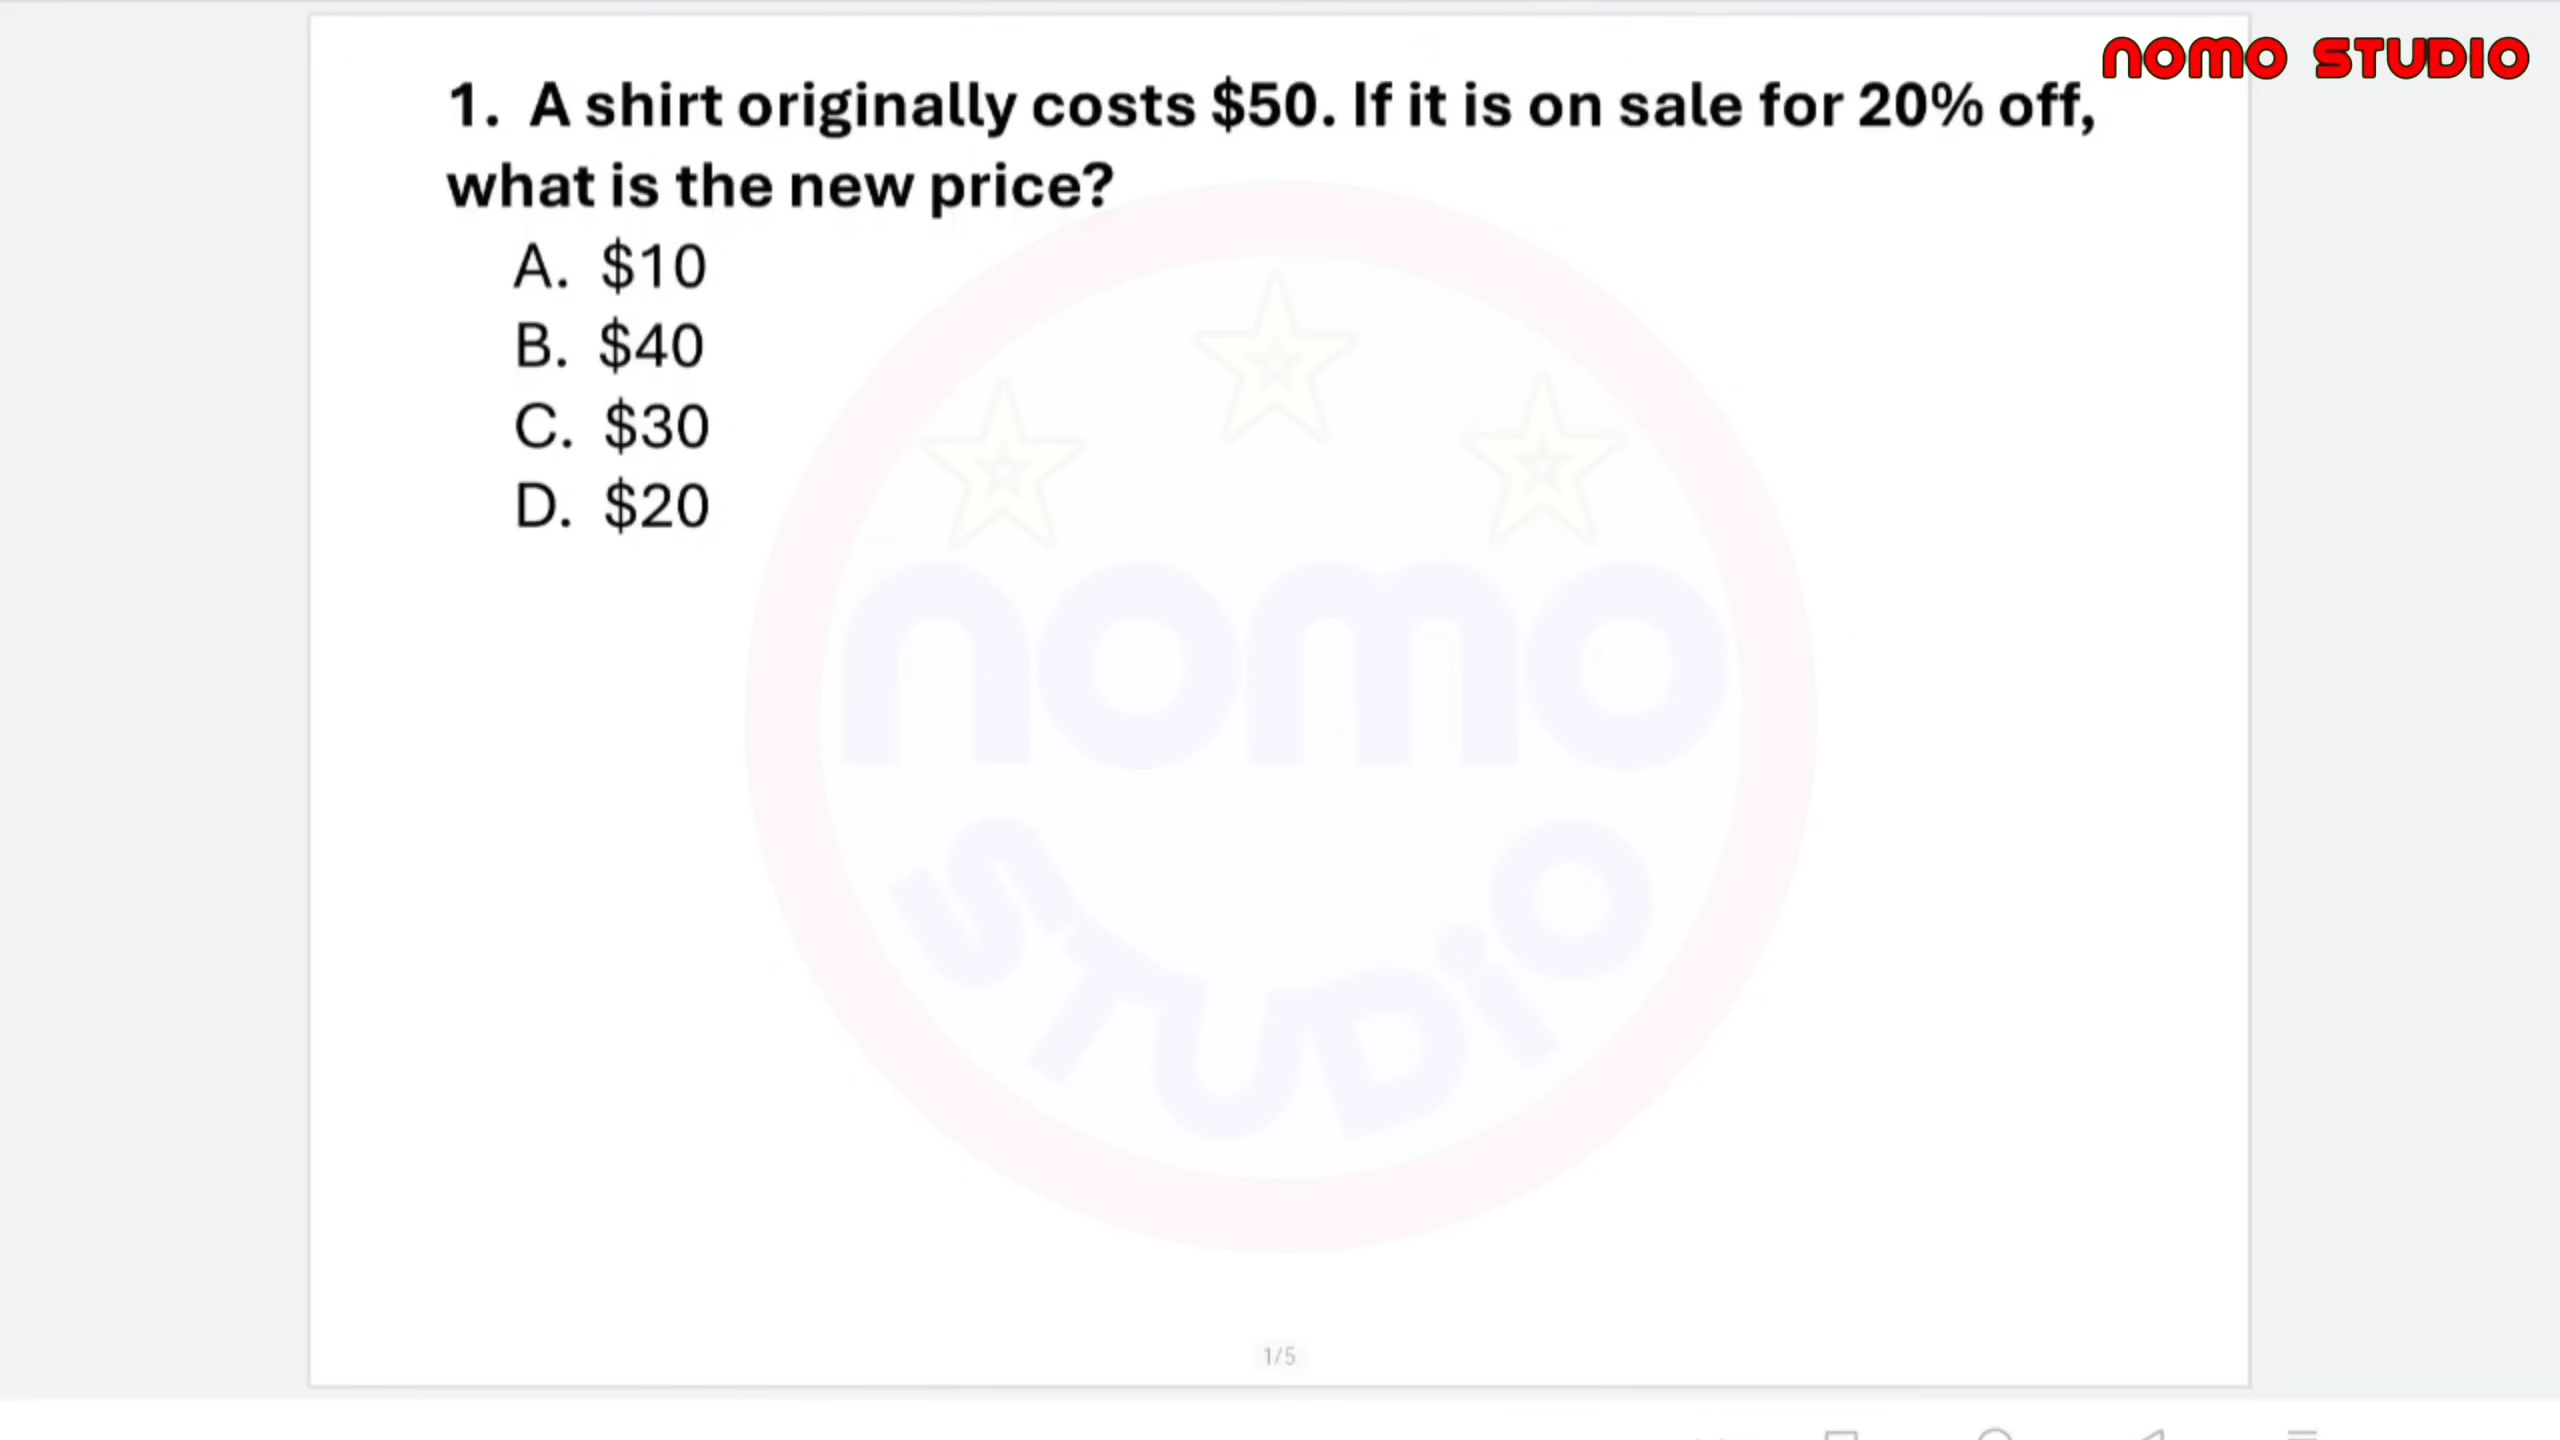 NOMO STUDIO
1. A shirt originally costs $50. If it is on sale for 20% off,
what is the new price?
A. $10
B. $40
C. $30
D. $20
nomo
STUDiO
1/5